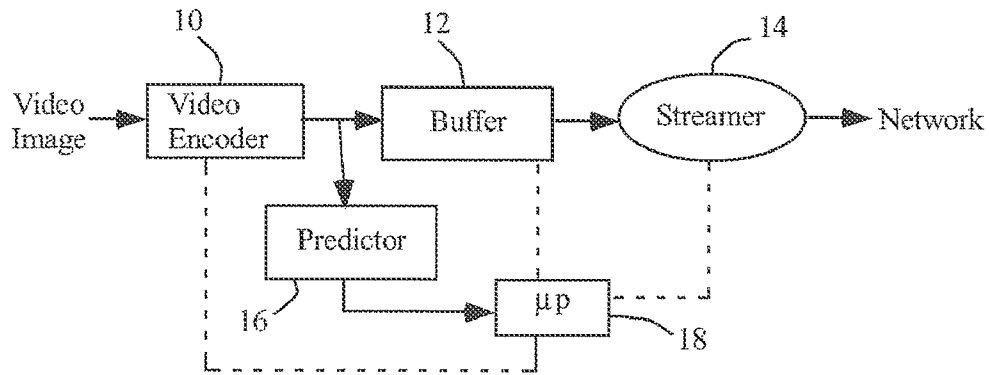 10
12
14
Video
Image
Video
Encoder
Buffer
Streamer
Network
Predictor
16
μp
18